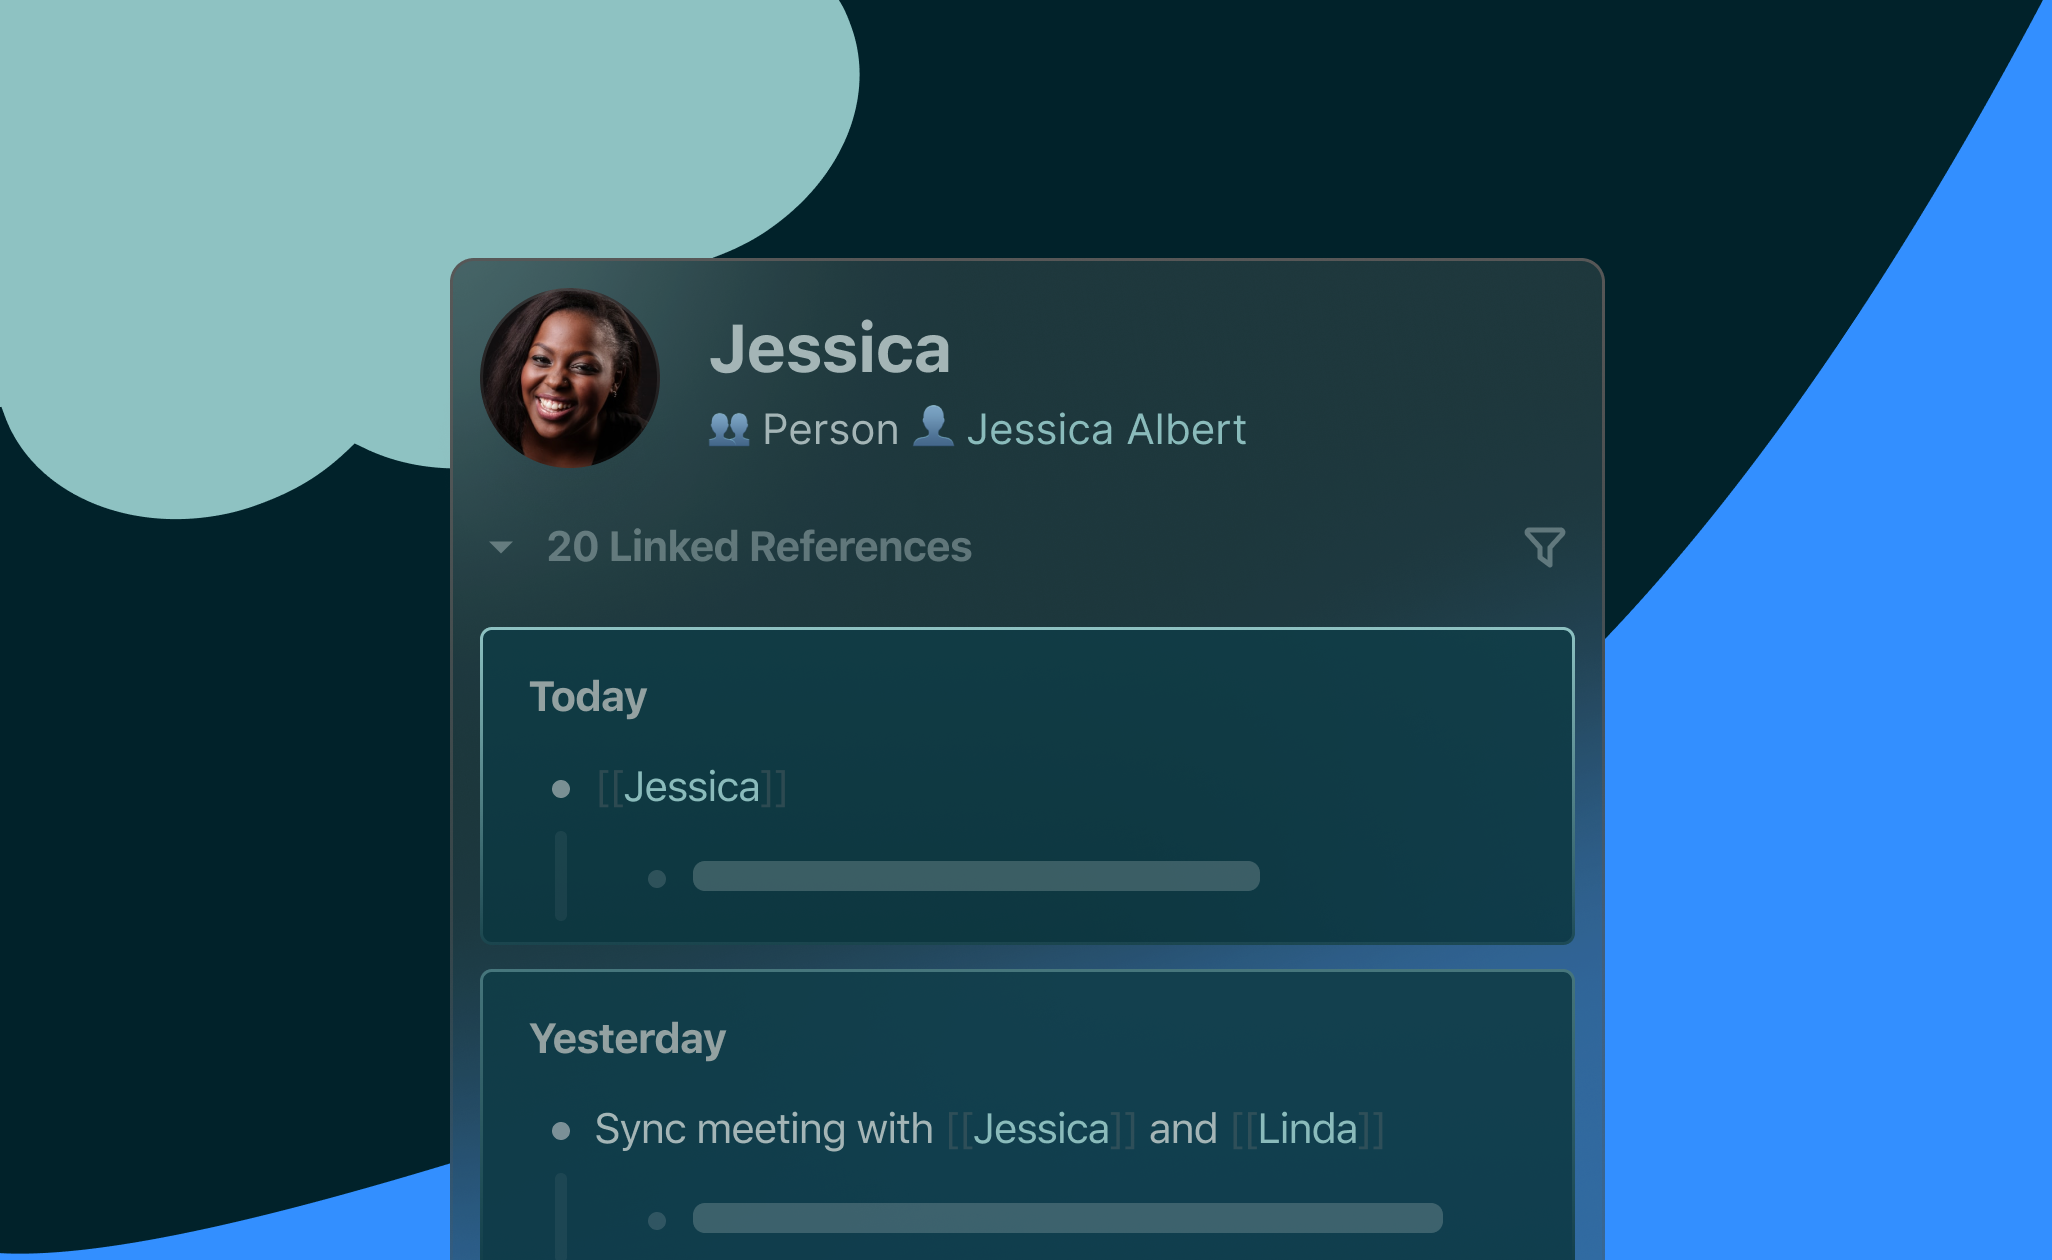 Jessica
👥 Person 👤 Jessica Albert
20 Linked References
Today
[[Jessica]]
Yesterday
Sync meeting with [[Jessica]] and [[Linda]]